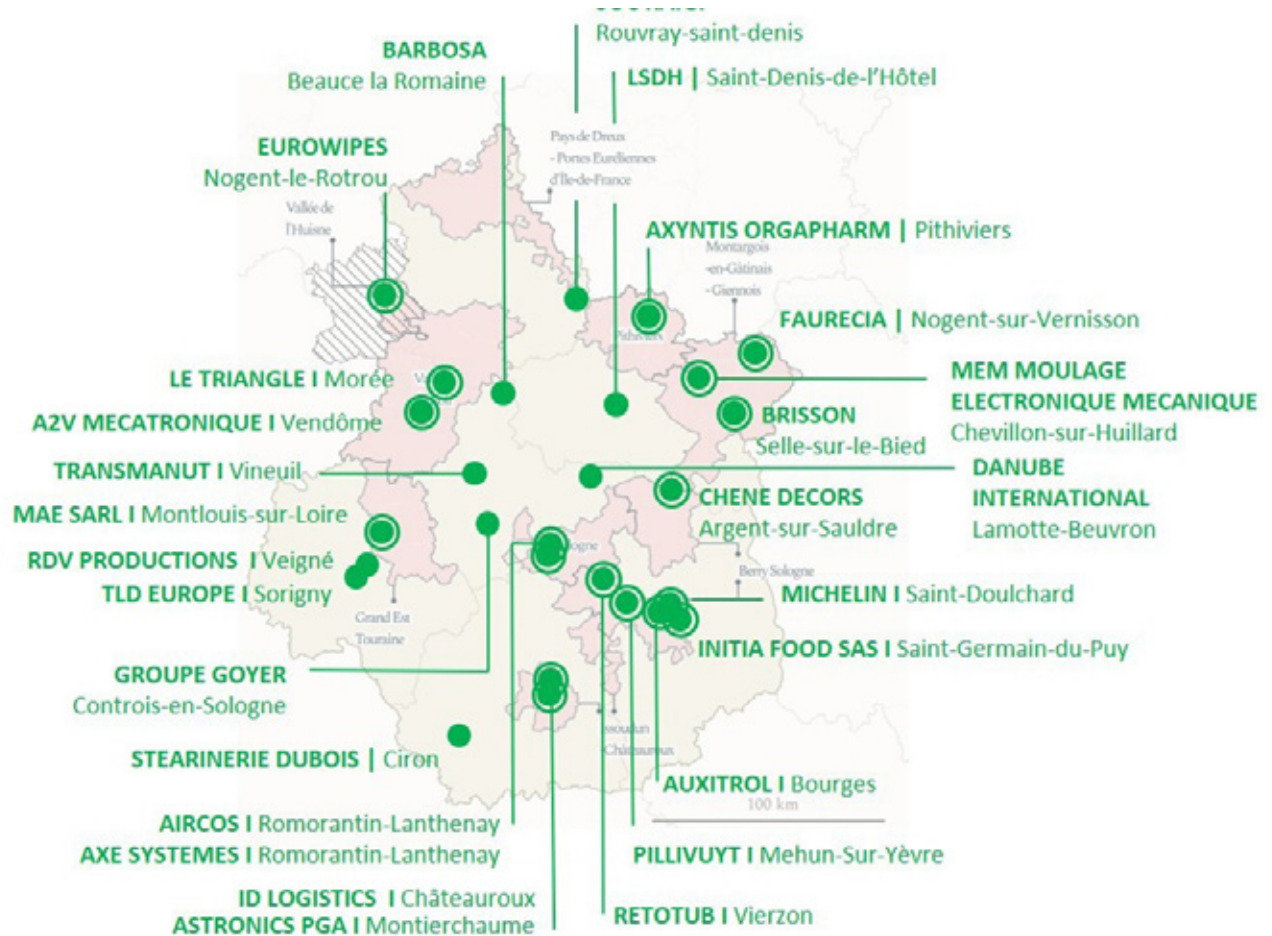 Rouvray-saint-denis
BARBOSA
Beauce la Romaine
LSDH | Saint-Denis-de-l'Hôtel
Pays de Dreux
- Portes Euréliennes
d'Île-de-France
EUROWIPES
Nogent-le-Rotrou
Vallée de
l'Huisne
AXYNTIS ORGAPHARM | Pithiviers
Montargois
-en-Gâtinais
- Giennois
FAURECIA | Nogent-sur-Vernisson
Pithiviers
LE TRIANGLE I Morée
MEM MOULAGE
ELECTRONIQUE MECANIQUE
Chevillon-sur-Huillard
A2V MECATRONIQUE I Vendôme
BRISSON
Selle-sur-le-Bied
TRANSMANUT I Vineuil
DANUBE
INTERNATIONAL
Lamotte-Beuvron
CHENE DECORS
Argent-sur-Sauldre
MAE SARL I Montlouis-sur-Loire
RDV PRODUCTIONS I Veigné
TLD EUROPE I Sorigny
Berry Sologne
MICHELIN I Saint-Doulchard
Grand Est
Touraine
INITIA FOOD SAS I Saint-Germain-du-Puy
GROUPE GOYER
Controis-en-Sologne
STEARINERIE DUBOIS | Ciron
AUXITROL I Bourges
100 km
AIRCOS I Romorantin-Lanthenay
AXE SYSTEMES I Romorantin-Lanthenay
PILLIVUYT I Mehun-Sur-Yèvre
ID LOGISTICS I Châteauroux
ASTRONICS PGA I Montierchaume
RETOTUB I Vierzon